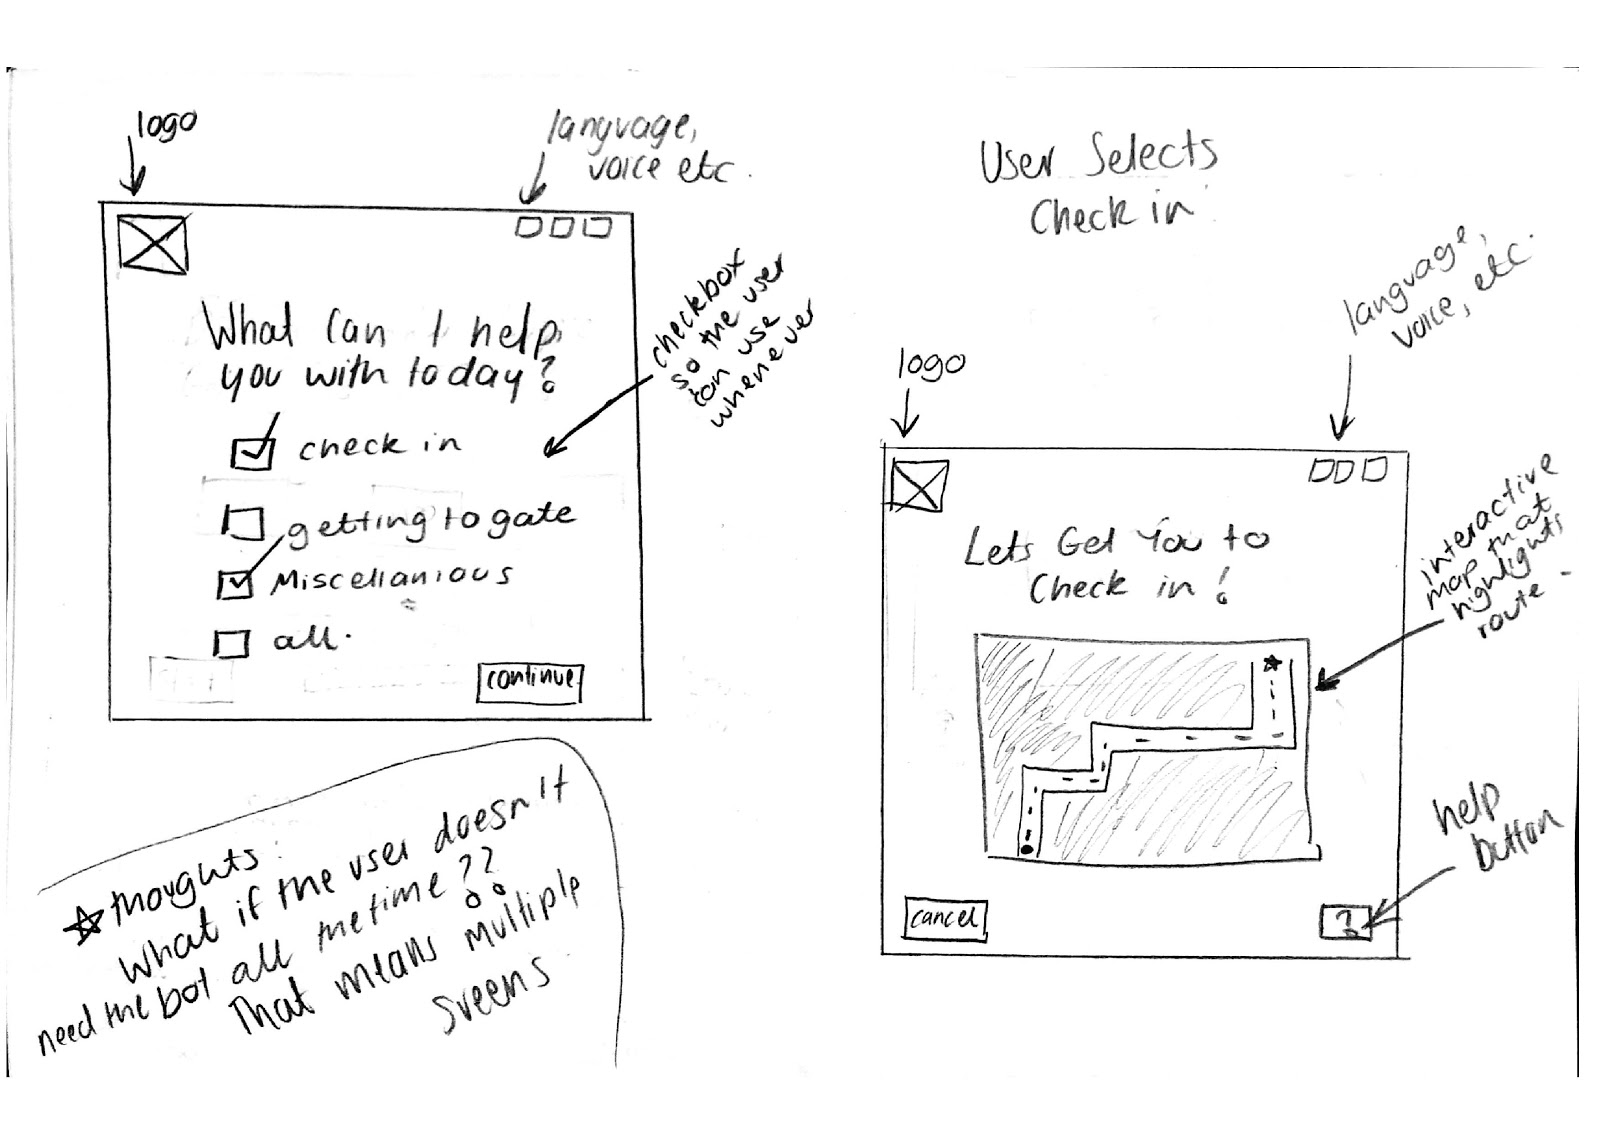 logo
language,
voice etc.
What can I help
you with today?
check in
getting to gate
Miscellanious
all.
continue
checkbox
so the user
can use
whenever
thoughts
What if the user doesn't
need the bot all the time??
That means multiple
sreens
User Selects
Check in
logo
language,
voice, etc.
Lets Get You to
Check in!
interactive
map that
highlights
route -
cancel
?
help
button